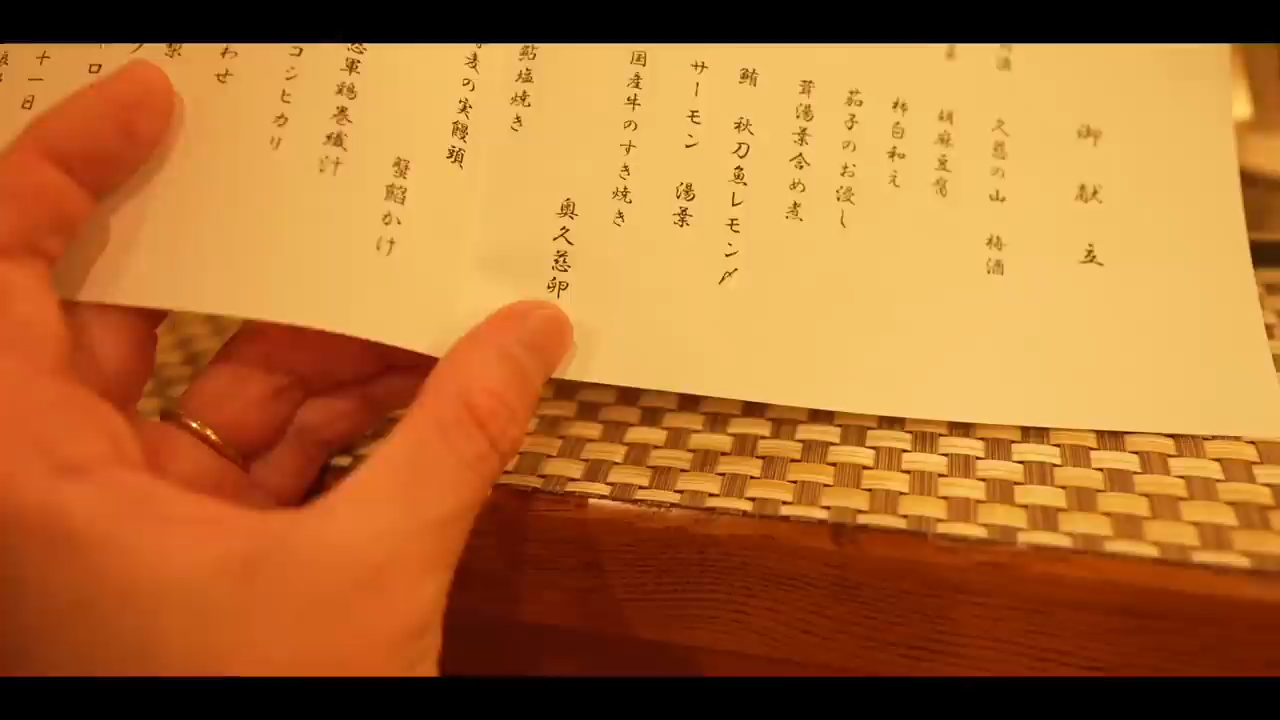 御献立
酒 久慈の山 梅酒
胡麻豆腐
柿白和え
茄子のお浸し
茸湯葉含め煮
鮪 秋刀魚レモン〆
サーモン 湯葉
国産牛のすき焼き
奥久慈卵
鮎塩焼き
麦の実饅頭
蟹餡かけ
軍鶏巻繊汁
コシヒカリ
わせ
梨
十一日